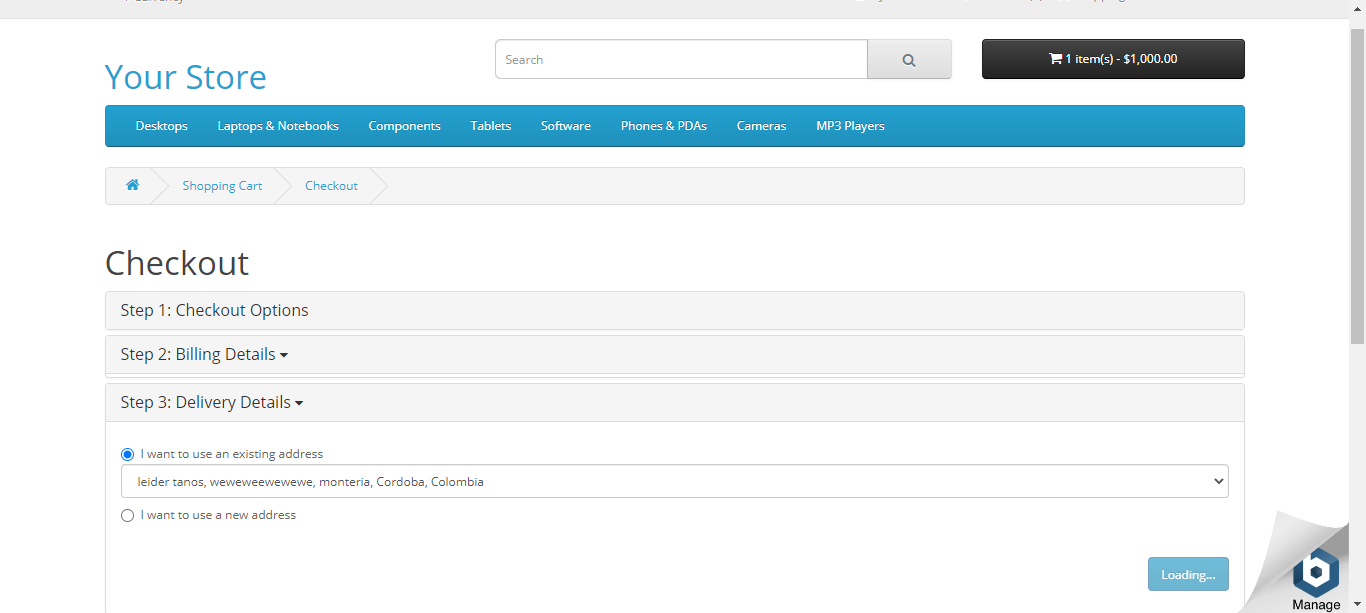 Your Store
Search
1 item(s) - $1,000.00
Desktops Laptops & Notebooks Components Tablets Software Phones & PDAs Cameras MP3 Players
Shopping Cart Checkout
Checkout
Step 1: Checkout Options
Step 2: Billing Details
Step 3: Delivery Details
I want to use an existing address
leider tanos, weweweewewewe, monteria, Cordoba, Colombia
I want to use a new address
Loading...
Manage